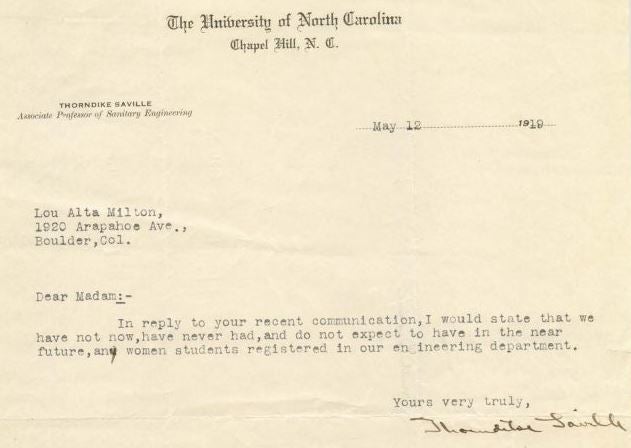 The University of North Carolina
Chapel Hill, N. C.
THORNDIKE SAVILLE
Associate Professor of Sanitary Engineering
May 12 1919
Lou Alta Milton,
1920 Arapahoe Ave.,
Boulder,Col.
Dear Madam:-
In reply to your recent communication,I would state that we
have not now,have never had,and do not expect to have in the near
future,any women students registered in our engineering department.
Yours very truly,
Thorndike Saville